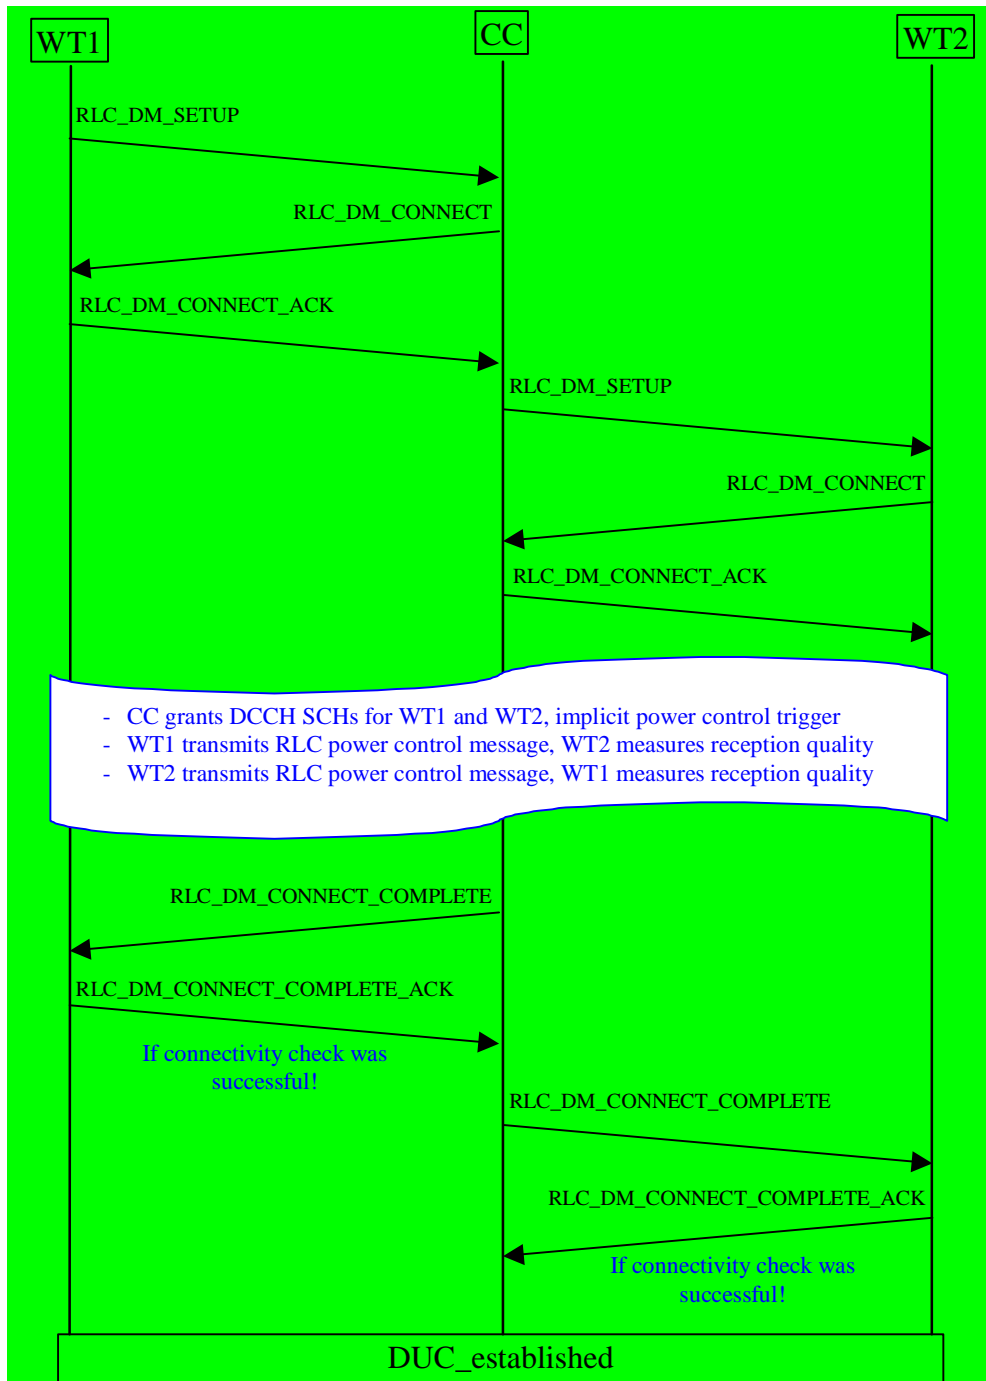 WT1
CC
WT2
RLC_DM_SETUP
RLC_DM_CONNECT
RLC_DM_CONNECT_ACK
RLC_DM_SETUP
RLC_DM_CONNECT
RLC_DM_CONNECT_ACK
- CC grants DCCH SCHs for WT1 and WT2, implicit power control trigger
- WT1 transmits RLC power control message, WT2 measures reception quality
- WT2 transmits RLC power control message, WT1 measures reception quality
RLC_DM_CONNECT_COMPLETE
RLC_DM_CONNECT_COMPLETE_ACK
If connectivity check was
successful!
RLC_DM_CONNECT_COMPLETE
RLC_DM_CONNECT_COMPLETE_ACK
If connectivity check was
successful!
DUC_established